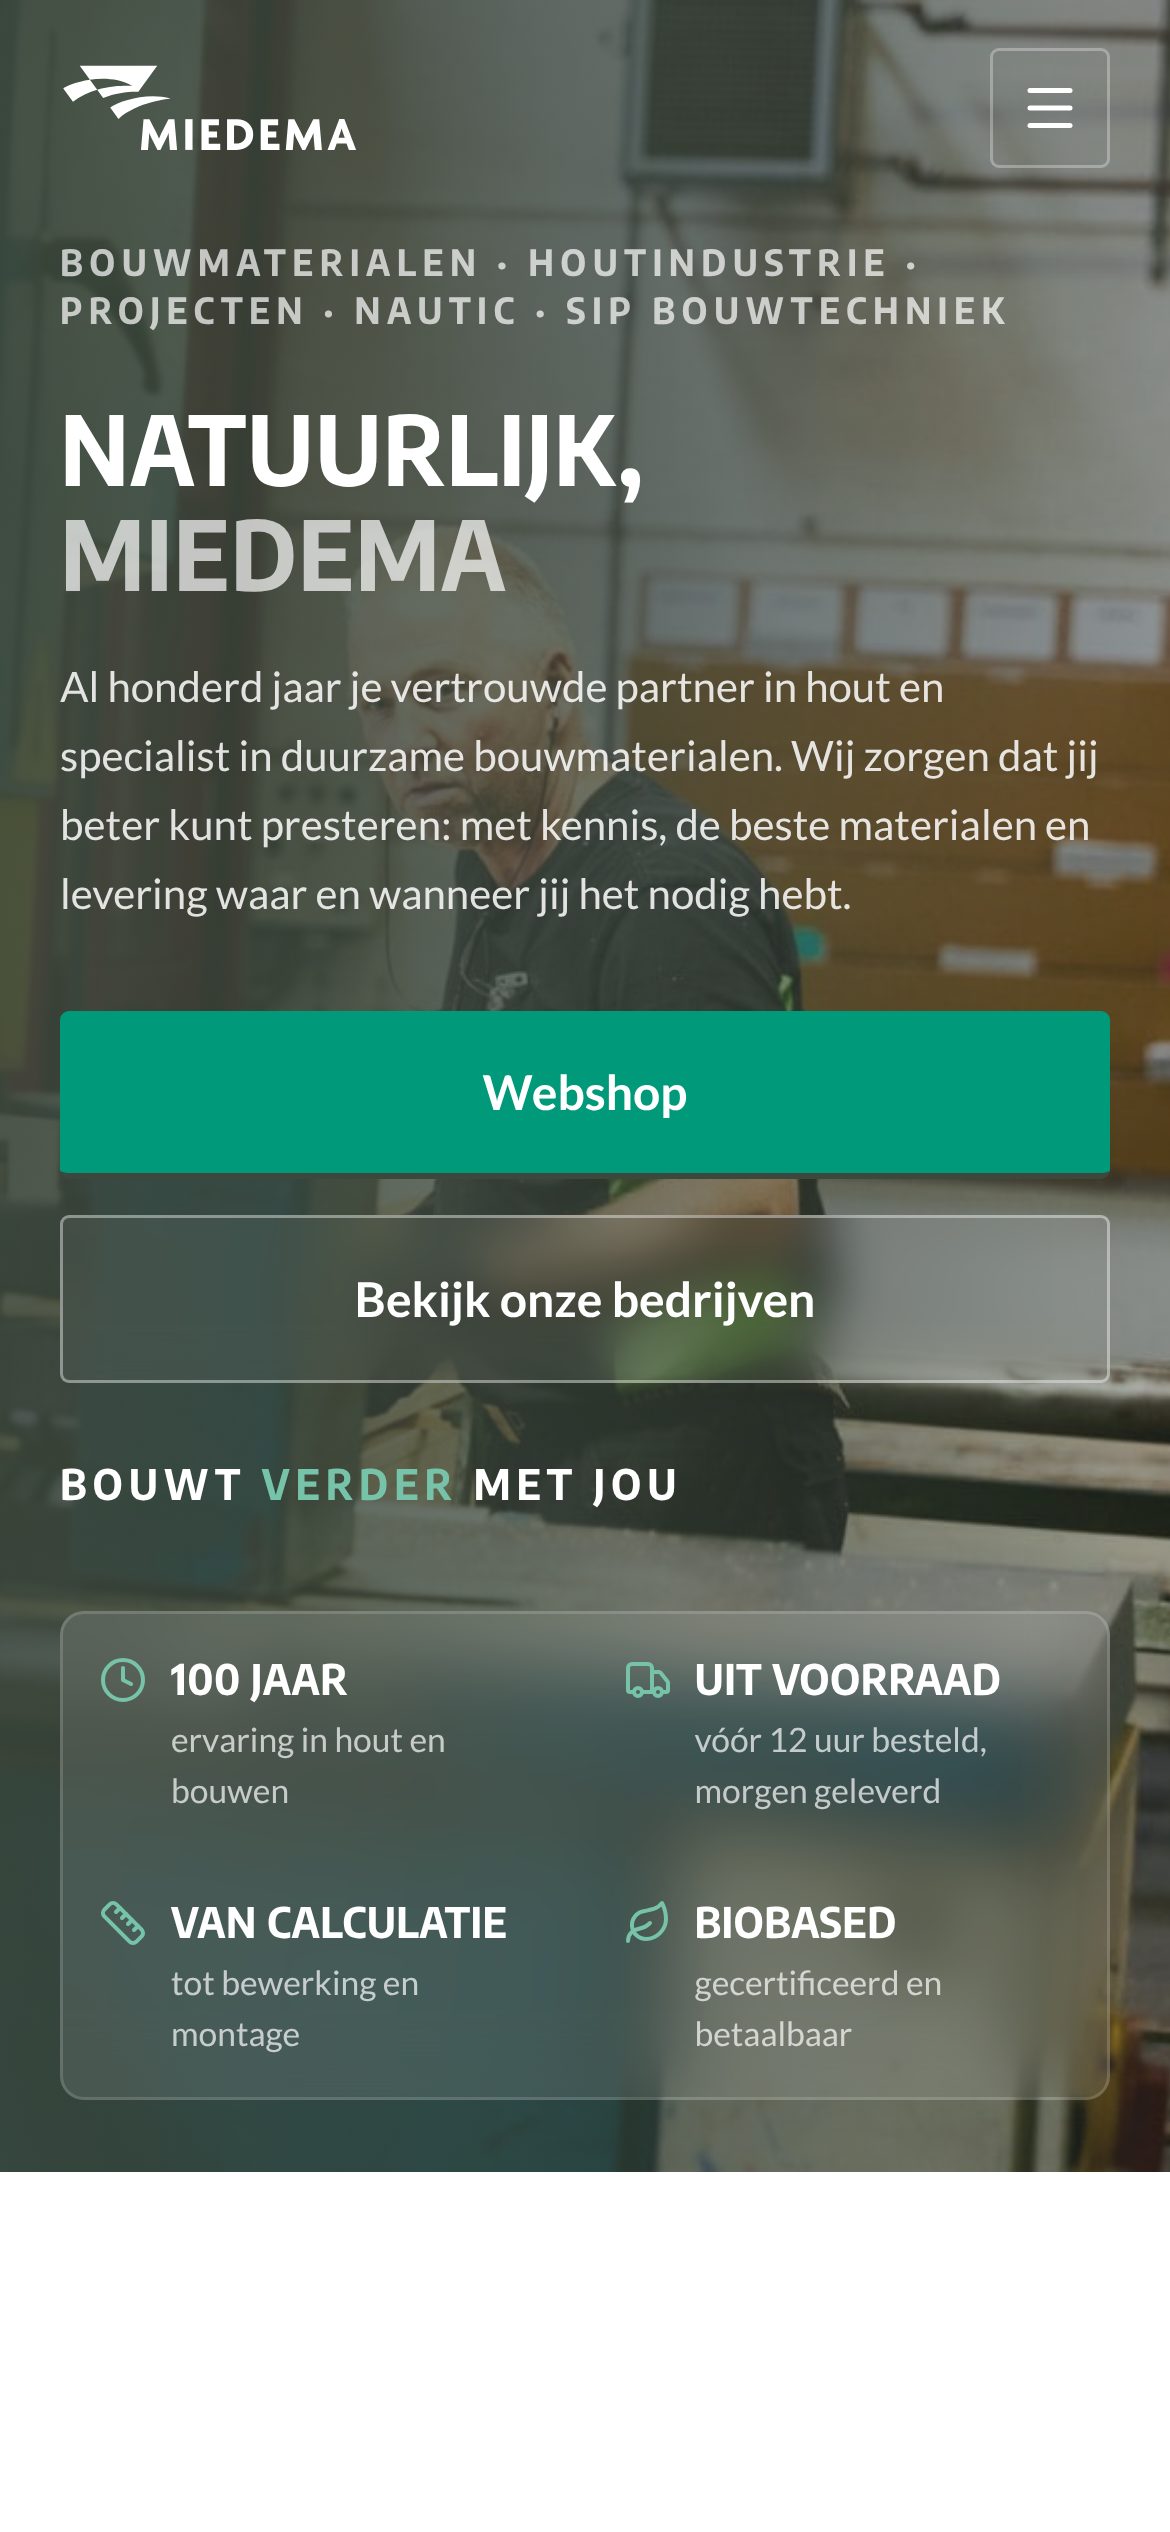 MIEDEMA
BOUWMATERIALEN · HOUTINDUSTRIE ·
PROJECTEN · NAUTIC · SIP BOUWTECHNIEK
NATUURLIJK,
MIEDEMA
Al honderd jaar je vertrouwde partner in hout en
specialist in duurzame bouwmaterialen. Wij zorgen dat jij
beter kunt presteren: met kennis, de beste materialen en
levering waar en wanneer jij het nodig hebt.
Webshop
Bekijk onze bedrijven
BOUWT VERDER MET JOU
100 JAAR
ervaring in hout en
bouwen
UIT VOORRAAD
vóór 12 uur besteld,
morgen geleverd
VAN CALCULATIE
tot bewerking en
montage
BIOBASED
gecertificeerd en
betaalbaar